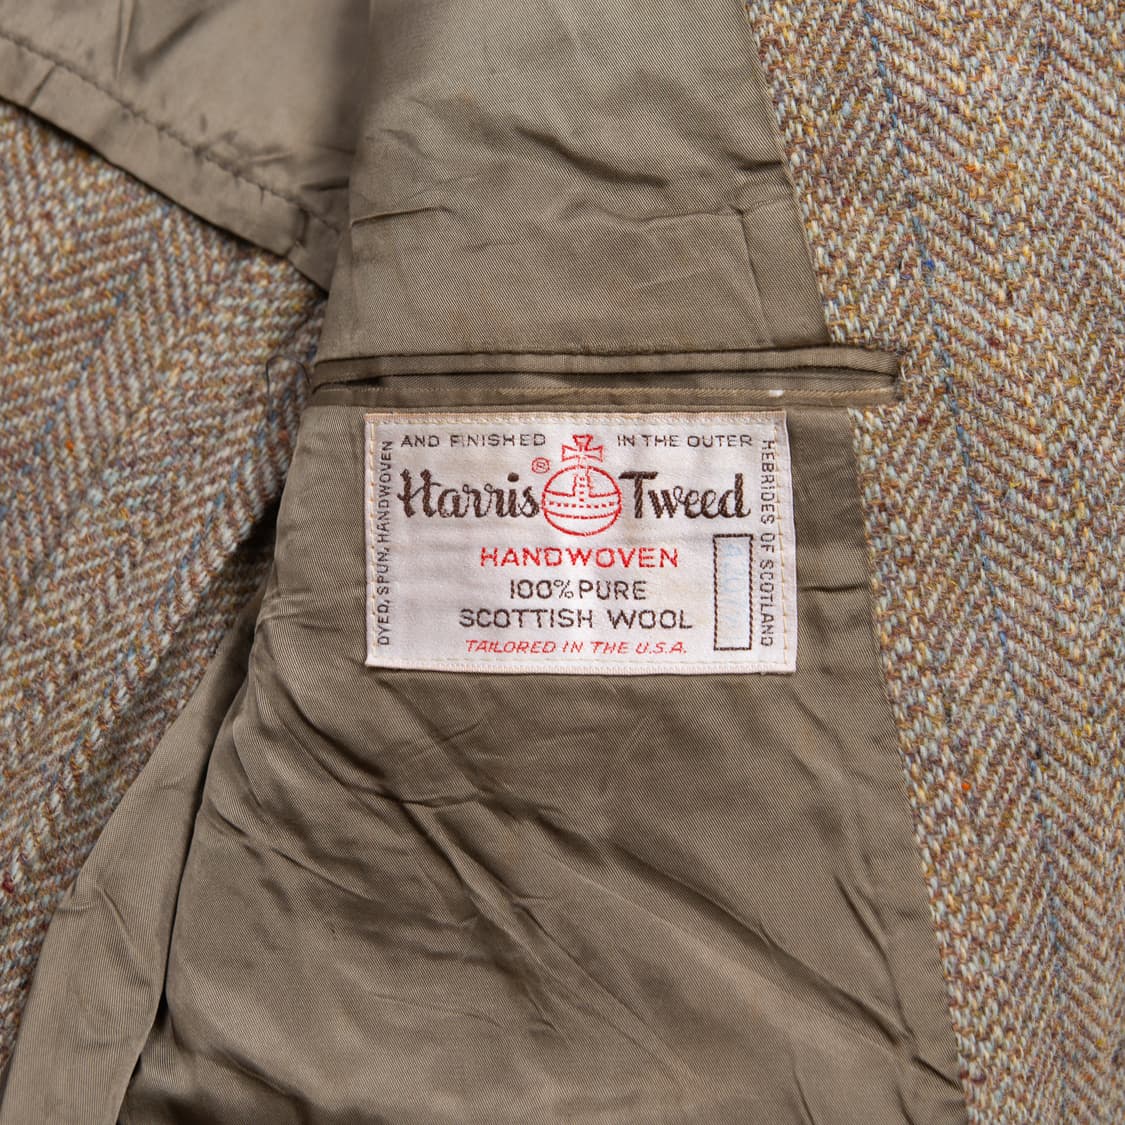 DYED, SPUN, HANDWOVEN
AND FINISHED
IN THE OUTER
HEBRIDES OF SCOTLAND
Harris ® Tweed
HANDWOVEN
100% PURE
SCOTTISH WOOL
TAILORED IN THE U.S.A.